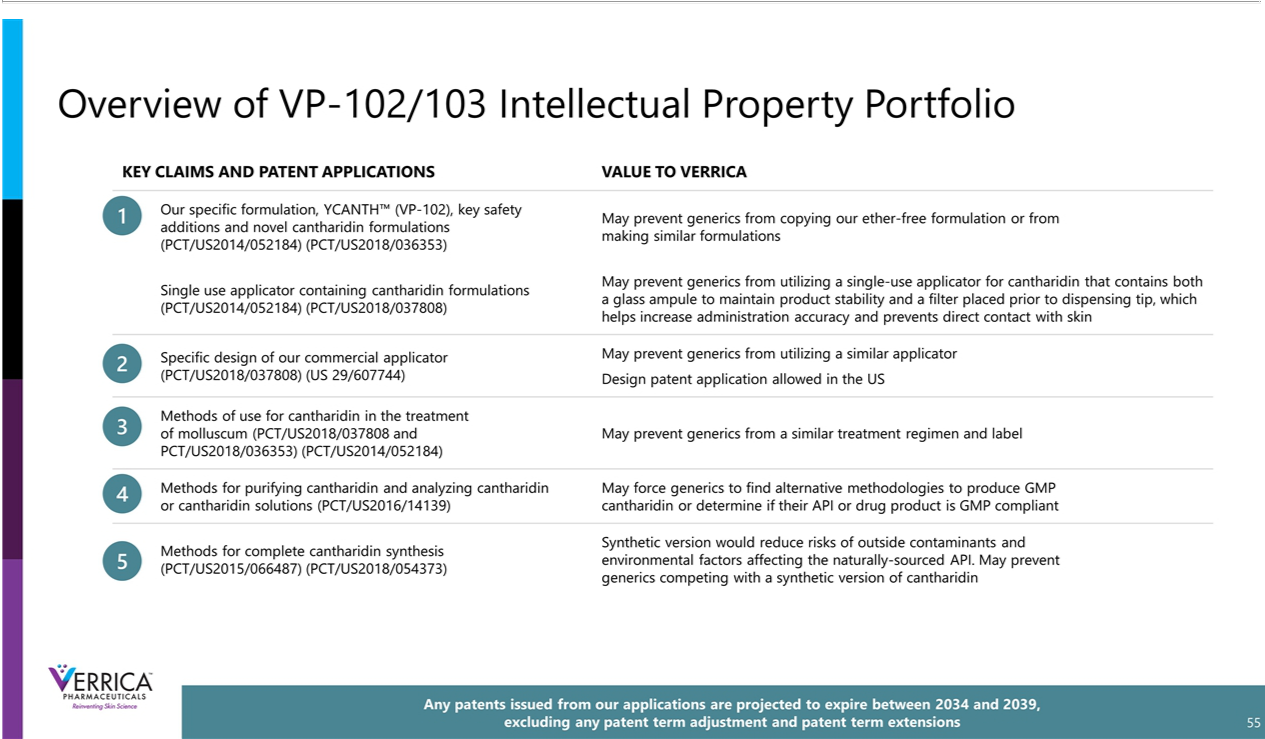 Overview of VP-102/103 Intellectual Property Portfolio
KEY CLAIMS AND PATENT APPLICATIONS
VALUE TO VERRICA
1
Our specific formulation, YCANTH™ (VP-102), key safety
additions and novel cantharidin formulations
(PCT/US2014/052184) (PCT/US2018/036353)
May prevent generics from copying our ether-free formulation or from
making similar formulations
Single use applicator containing cantharidin formulations
(PCT/US2014/052184) (PCT/US2018/037808)
May prevent generics from utilizing a single-use applicator for cantharidin that contains both
a glass ampule to maintain product stability and a filter placed prior to dispensing tip, which
helps increase administration accuracy and prevents direct contact with skin
2
Specific design of our commercial applicator
(PCT/US2018/037808) (US 29/607744)
May prevent generics from utilizing a similar applicator
Design patent application allowed in the US
3
Methods of use for cantharidin in the treatment
of molluscum (PCT/US2018/037808 and
PCT/US2018/036353) (PCT/US2014/052184)
May prevent generics from a similar treatment regimen and label
4
Methods for purifying cantharidin and analyzing cantharidin
or cantharidin solutions (PCT/US2016/14139)
May force generics to find alternative methodologies to produce GMP
cantharidin or determine if their API or drug product is GMP compliant
5
Methods for complete cantharidin synthesis
(PCT/US2015/066487) (PCT/US2018/054373)
Synthetic version would reduce risks of outside contaminants and
environmental factors affecting the naturally-sourced API. May prevent
generics competing with a synthetic version of cantharidin
VERRICA™
PHARMACEUTICALS
Reinventing Skin Science
Any patents issued from our applications are projected to expire between 2034 and 2039,
excluding any patent term adjustment and patent term extensions
55